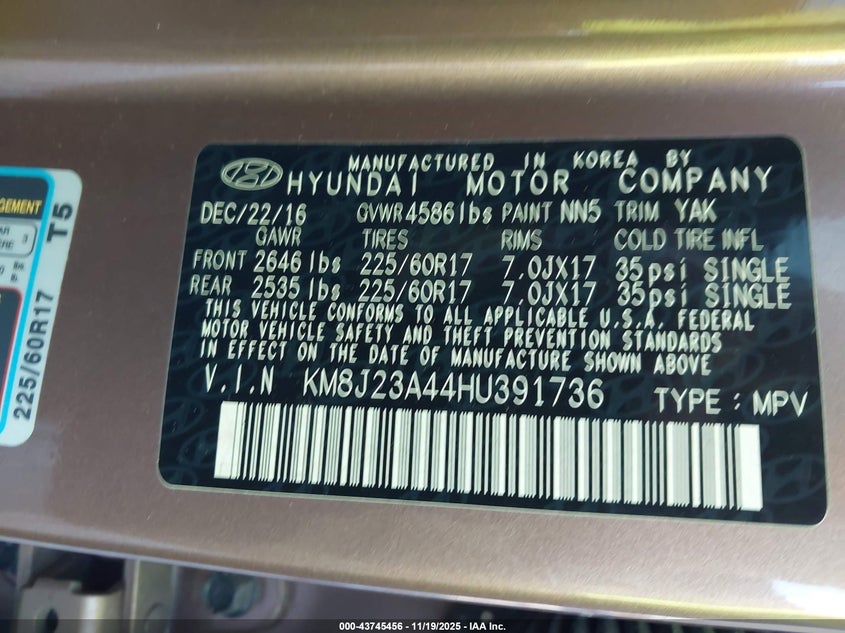 MANUFACTURED IN KOREA BY
HYUNDAI MOTOR COMPANY
DEC/22/16 GVWR 4586 lbs PAINT NN5 TRIM YAK
GAWR TIRES RIMS COLD TIRE INFL
FRONT 2646 lbs 225/60R17 7.0JX17 35psi SINGLE
REAR 2535 lbs 225/60R17 7.0JX17 35psi SINGLE
THIS VEHICLE CONFORMS TO ALL APPLICABLE U.S.A. FEDERAL
MOTOR VEHICLE SAFETY AND THEFT PREVENTION STANDARDS
IN EFFECT ON THE DATE OF MANUFACTURE SHOWN ABOVE
V.I.N KM8J23A44HU391736 TYPE : MPV
GEMENT
3
225/60R17 T5
000-43745456 - 11/19/2025 - IAA Inc.